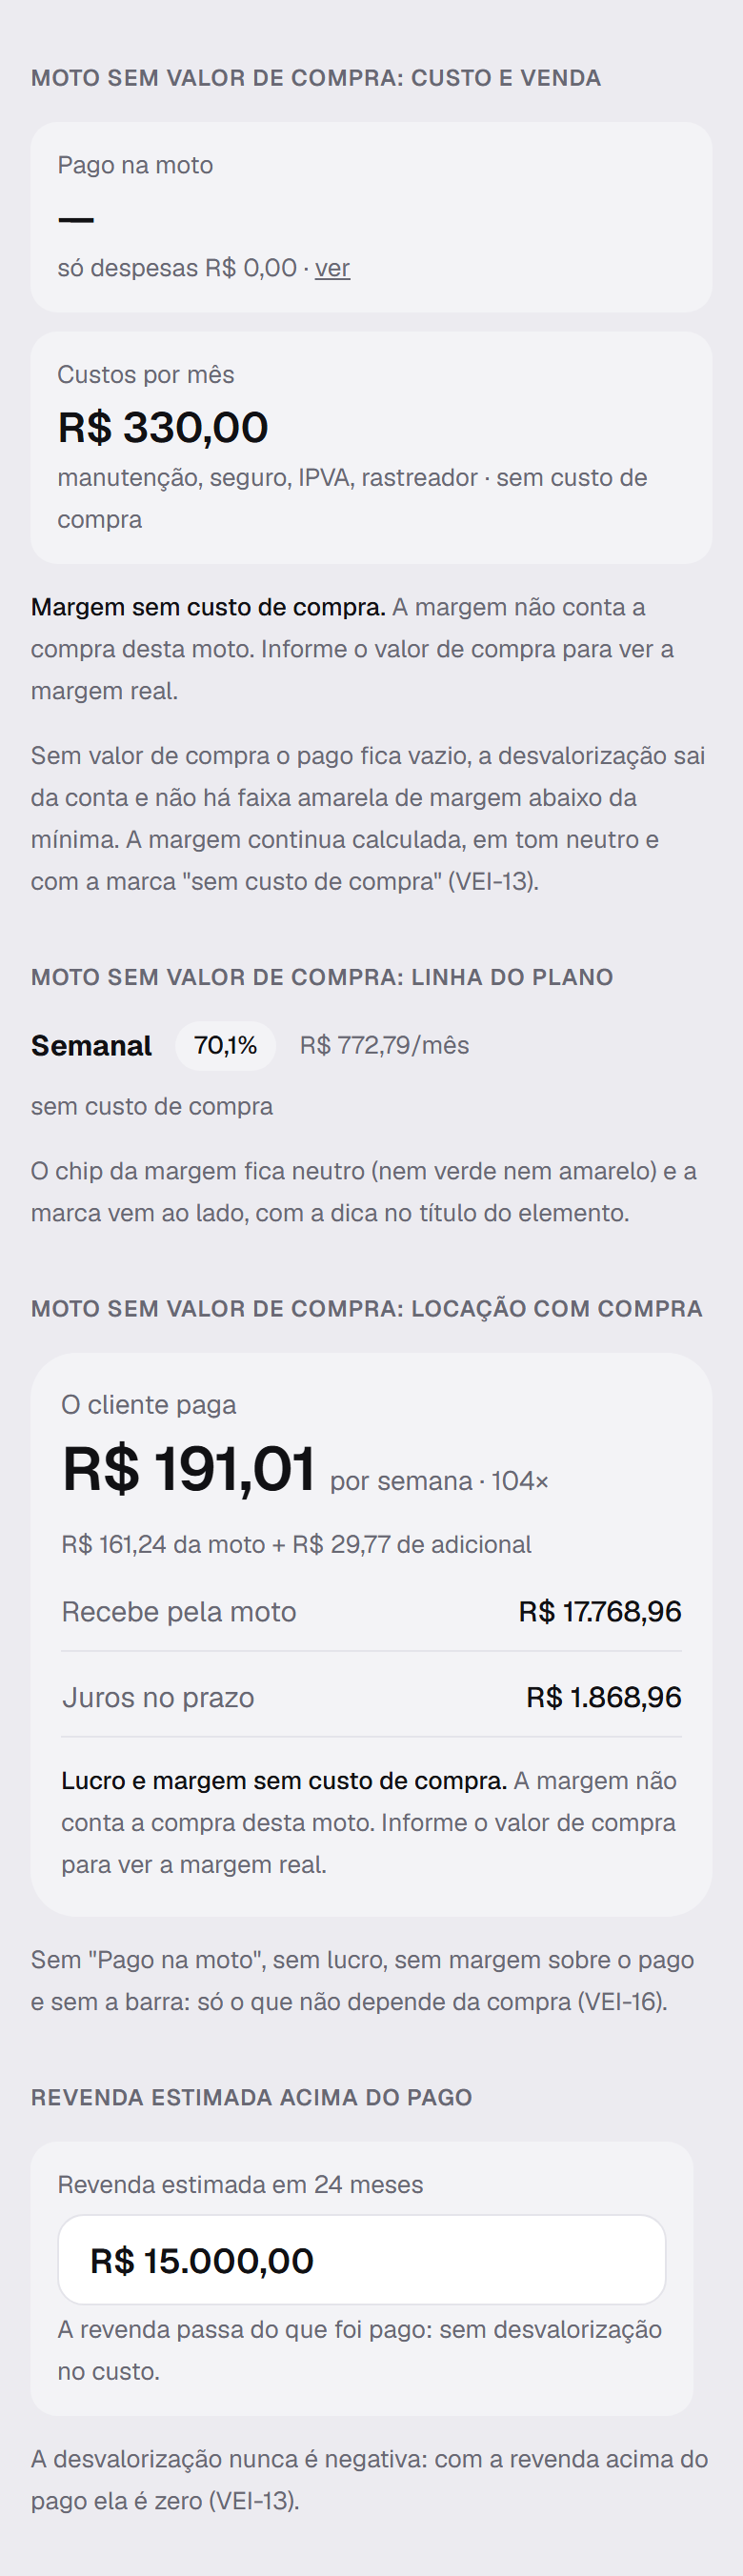 MOTO SEM VALOR DE COMPRA: CUSTO E VENDA
Pago na moto
—
só despesas R$ 0,00 · ver
Custos por mês
R$ 330,00
manutenção, seguro, IPVA, rastreador · sem custo de
compra
Margem sem custo de compra. A margem não conta a
compra desta moto. Informe o valor de compra para ver a
margem real.
Sem valor de compra o pago fica vazio, a desvalorização sai
da conta e não há faixa amarela de margem abaixo da
mínima. A margem continua calculada, em tom neutro e
com a marca "sem custo de compra" (VEI-13).
MOTO SEM VALOR DE COMPRA: LINHA DO PLANO
Semanal 70,1% R$ 772,79/mês
sem custo de compra
O chip da margem fica neutro (nem verde nem amarelo) e a
marca vem ao lado, com a dica no título do elemento.
MOTO SEM VALOR DE COMPRA: LOCAÇÃO COM COMPRA
O cliente paga
R$ 191,01 por semana · 104×
R$ 161,24 da moto + R$ 29,77 de adicional
Recebe pela moto R$ 17.768,96
Juros no prazo R$ 1.868,96
Lucro e margem sem custo de compra. A margem não
conta a compra desta moto. Informe o valor de compra
para ver a margem real.
Sem "Pago na moto", sem lucro, sem margem sobre o pago
e sem a barra: só o que não depende da compra (VEI-16).
REVENDA ESTIMADA ACIMA DO PAGO
Revenda estimada em 24 meses
R$ 15.000,00
A revenda passa do que foi pago: sem desvalorização
no custo.
A desvalorização nunca é negativa: com a revenda acima do
pago ela é zero (VEI-13).